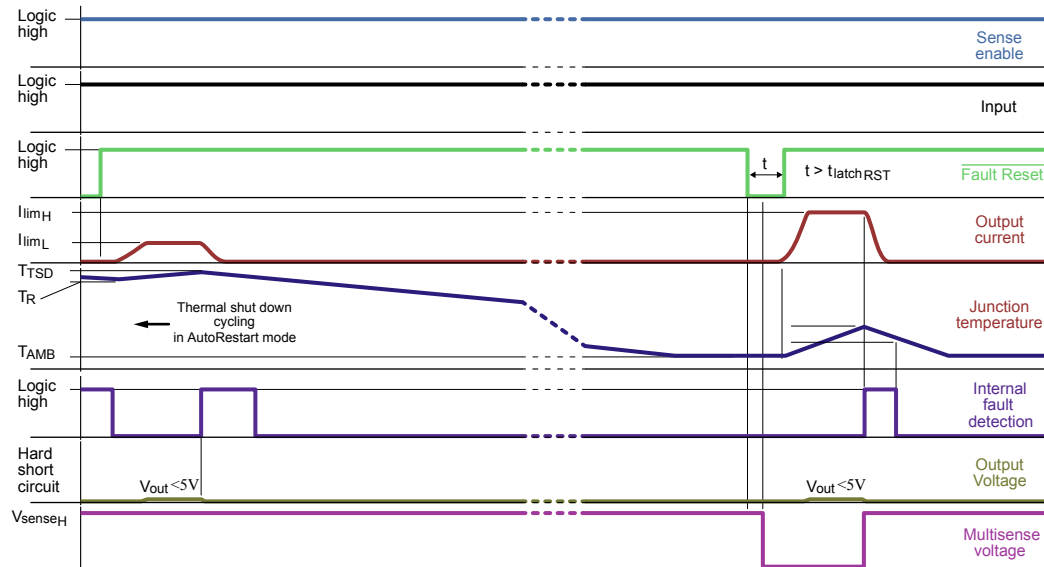 Logic
high
Sense
enable
Logic
high
Input
Logic
high
t
t > tlatchRST
Fault Reset
IlimH
Output
current
IlimL
TTSD
TR
Thermal shut down
cycling
in AutoRestart mode
Junction
temperature
TAMB
Logic
high
Internal
fault
detection
Hard
short
circuit
Vout <5V
Vout <5V
Output
Voltage
VsenseH
Multisense
voltage